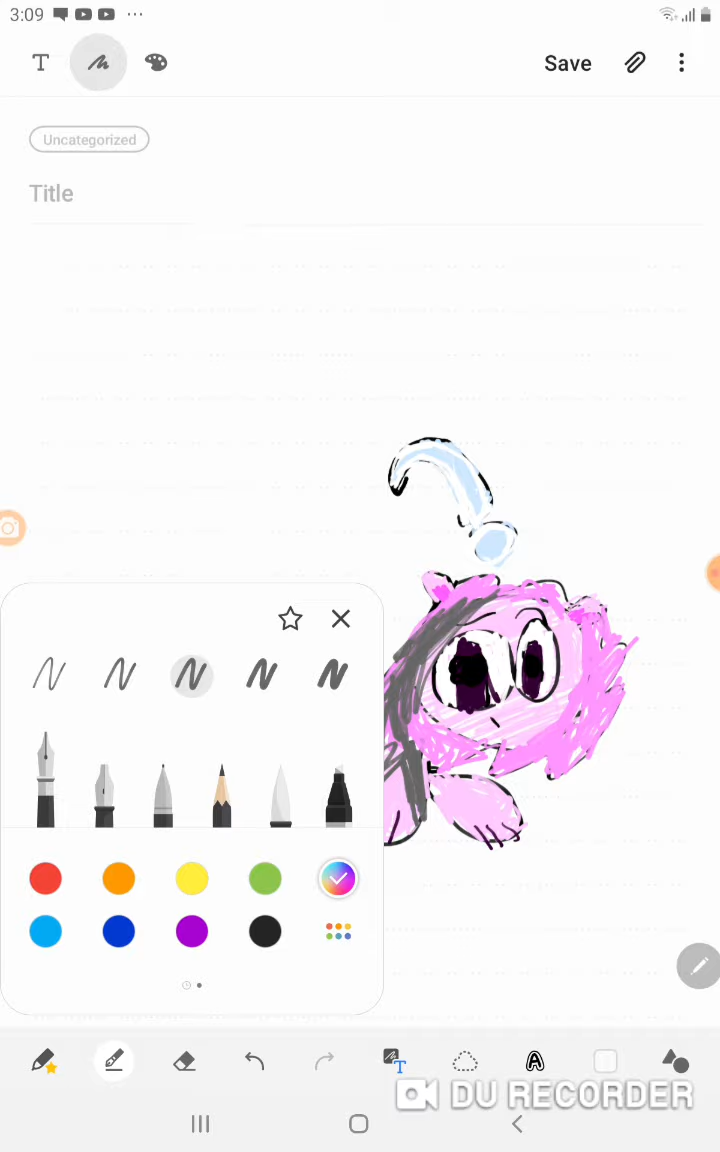 3:09
T
Save
Uncategorized
Title
T
A
DU RECORDER